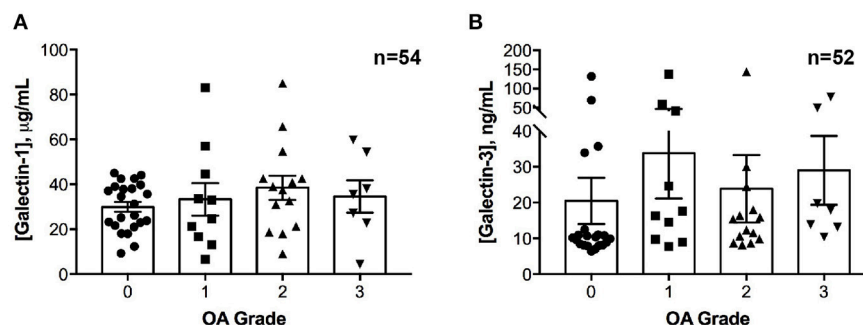 A
n=54
[Galectin-1], μg/mL
100
80
60
40
20
0
0 1 2 3
OA Grade
B
n=52
[Galectin-3], ng/mL
200
150
100
50
40
30
20
10
0
0 1 2 3
OA Grade